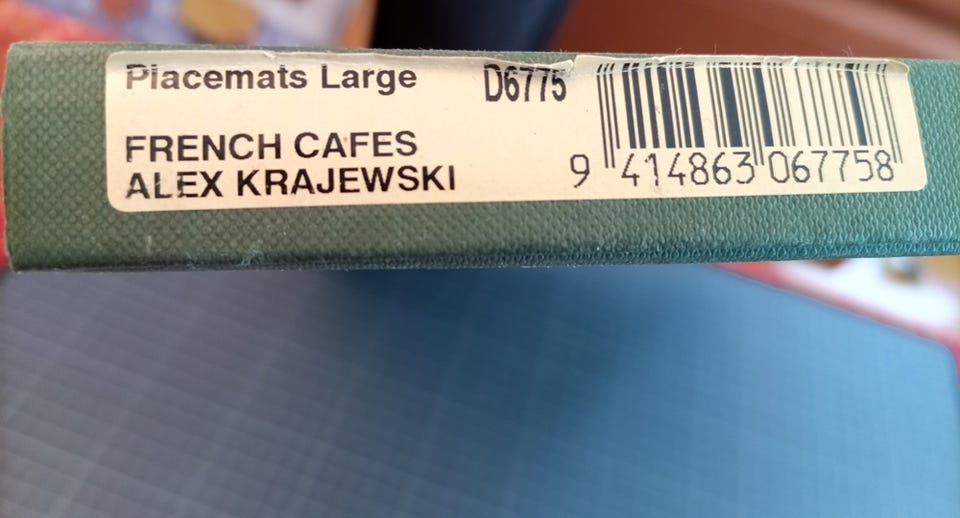 Placemats Large D6775
FRENCH CAFES
ALEX KRAJEWSKI
9 414863 067758